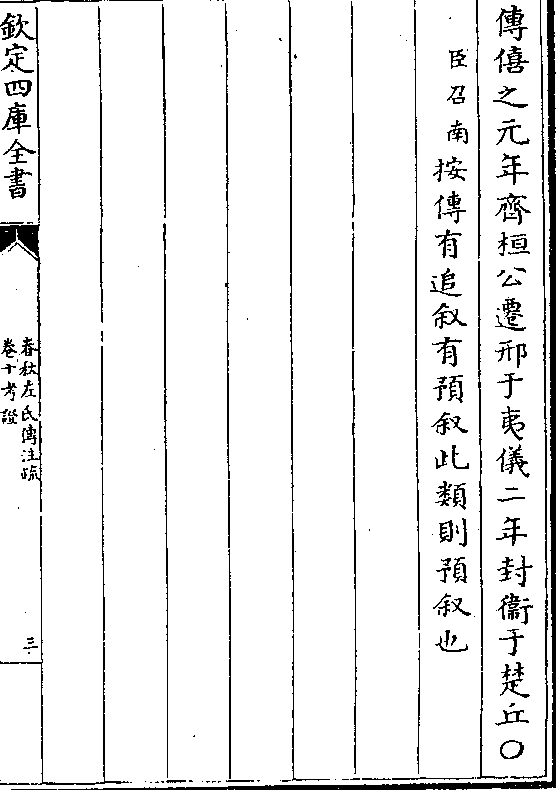 傳僖之元年齊桓公遷邢于夷儀二年封衞于楚丘〇
臣召南按傳有追叙有預叙此類則預叙也
欽定四庫全書
春秋左氏傳注疏
卷十考證
三